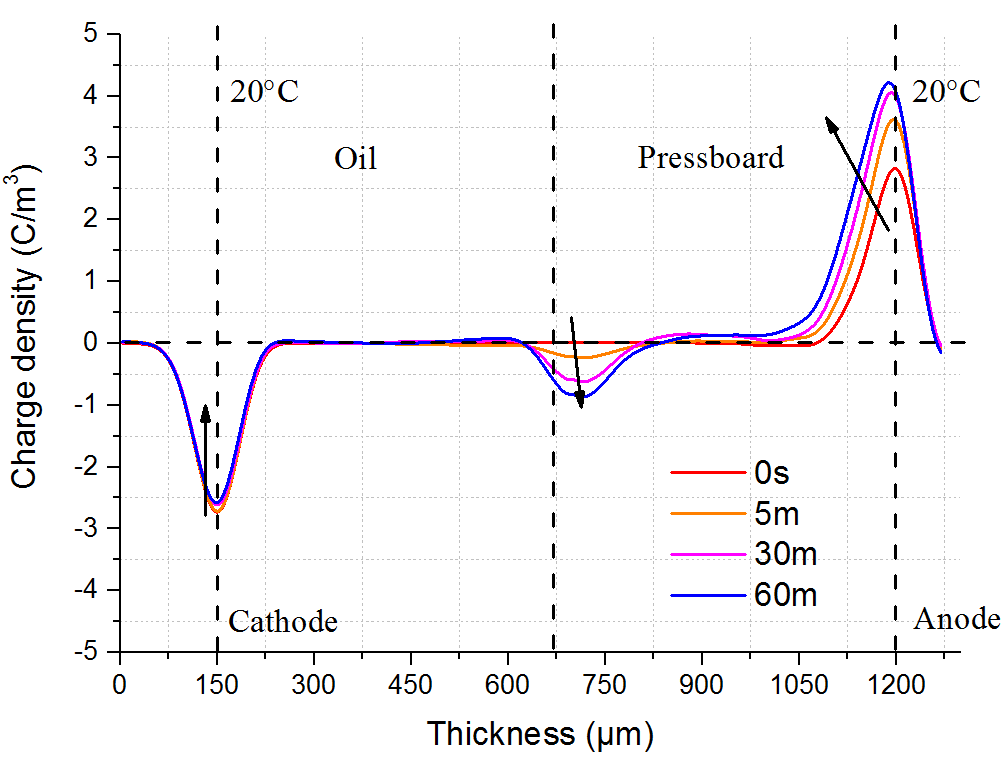 5
4
3
2
1
0
-1
-2
-3
-4
-5
Charge density (C/m³)
20°C
20°C
Oil
Pressboard
0s
5m
30m
60m
Cathode
Anode
0 150 300 450 600 750 900 1050 1200
Thickness (µm)